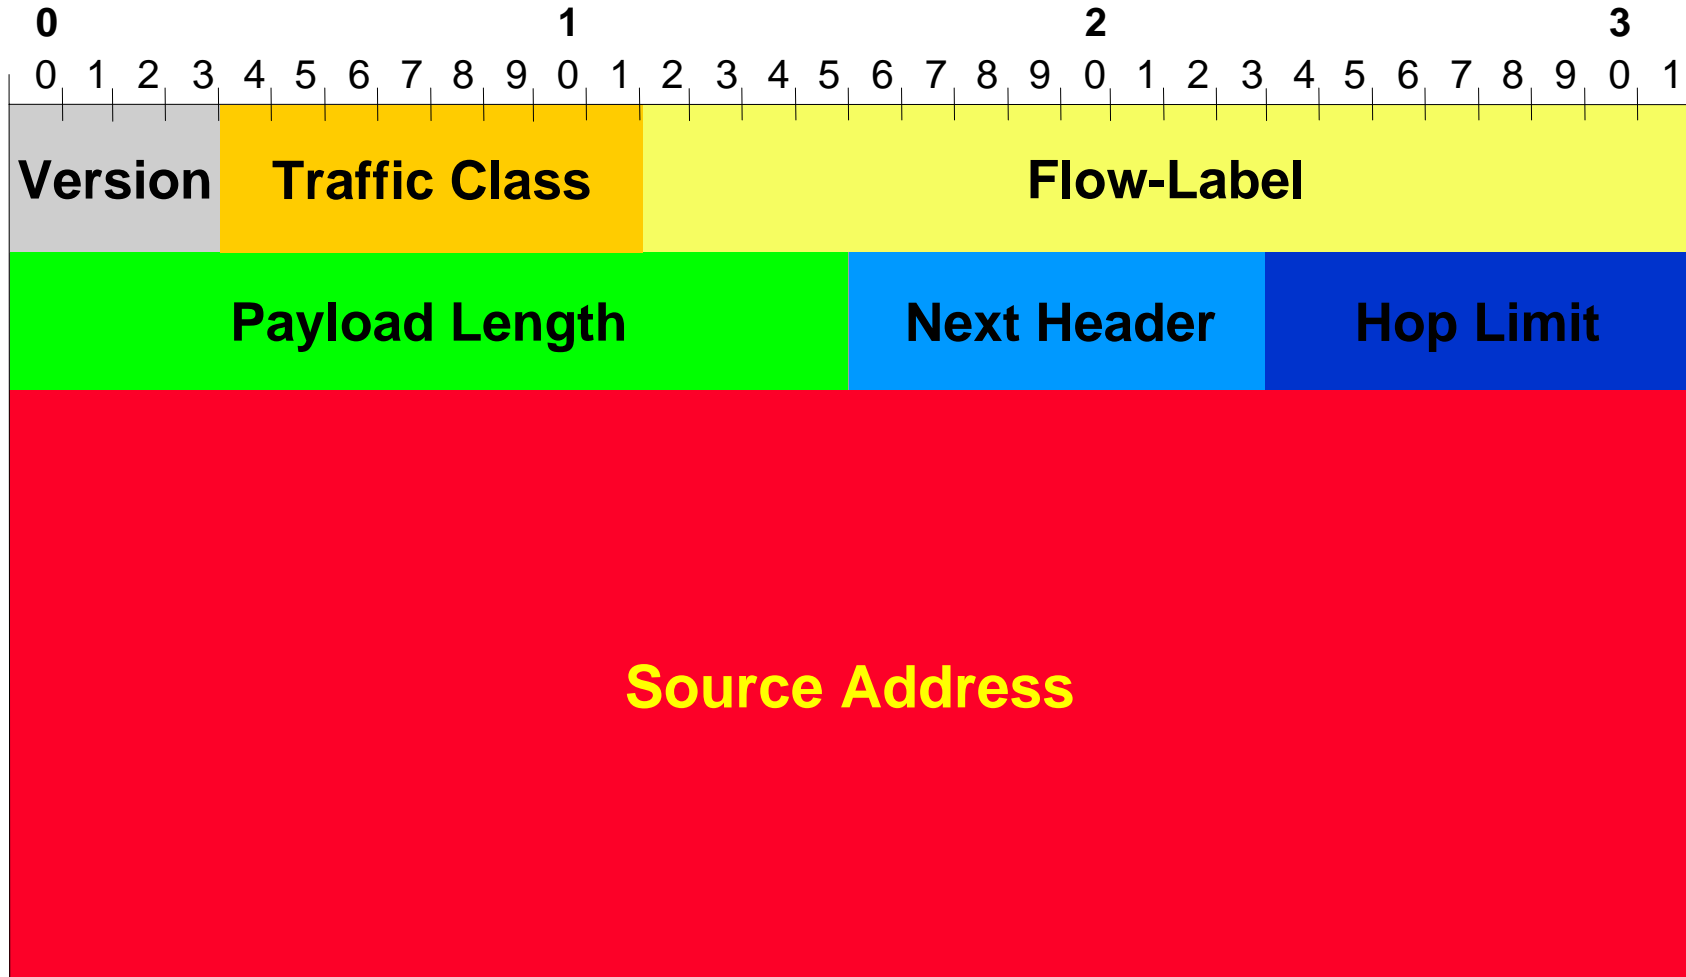 0 1 2 3
0 1 2 3 4 5 6 7 8 9 0 1 2 3 4 5 6 7 8 9 0 1 2 3 4 5 6 7 8 9 0 1
Version Traffic Class Flow-Label
Payload Length Next Header Hop Limit
Source Address